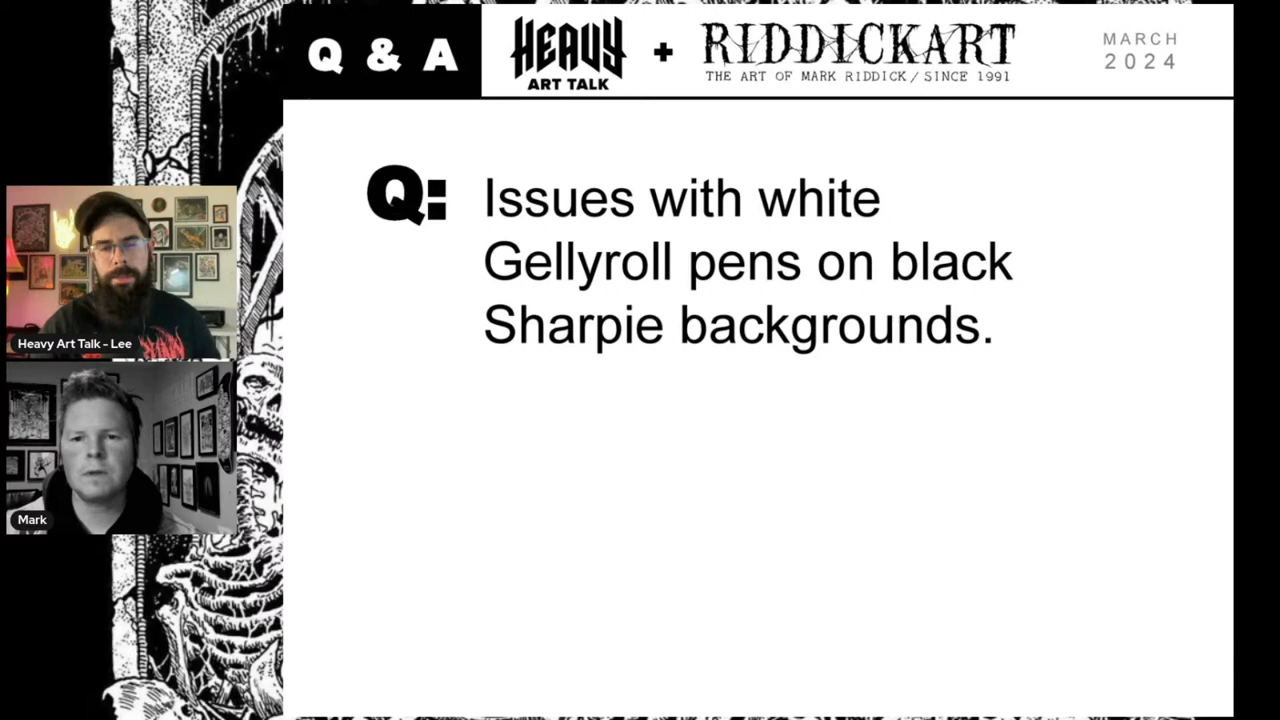 Q & A
HEAVY
ART TALK
+
RIDDICKART
THE ART OF MARK RIDDICK / SINCE 1991
MARCH
2024
Q:
Issues with white
Gellyroll pens on black
Sharpie backgrounds.
Heavy Art Talk - Lee
Mark